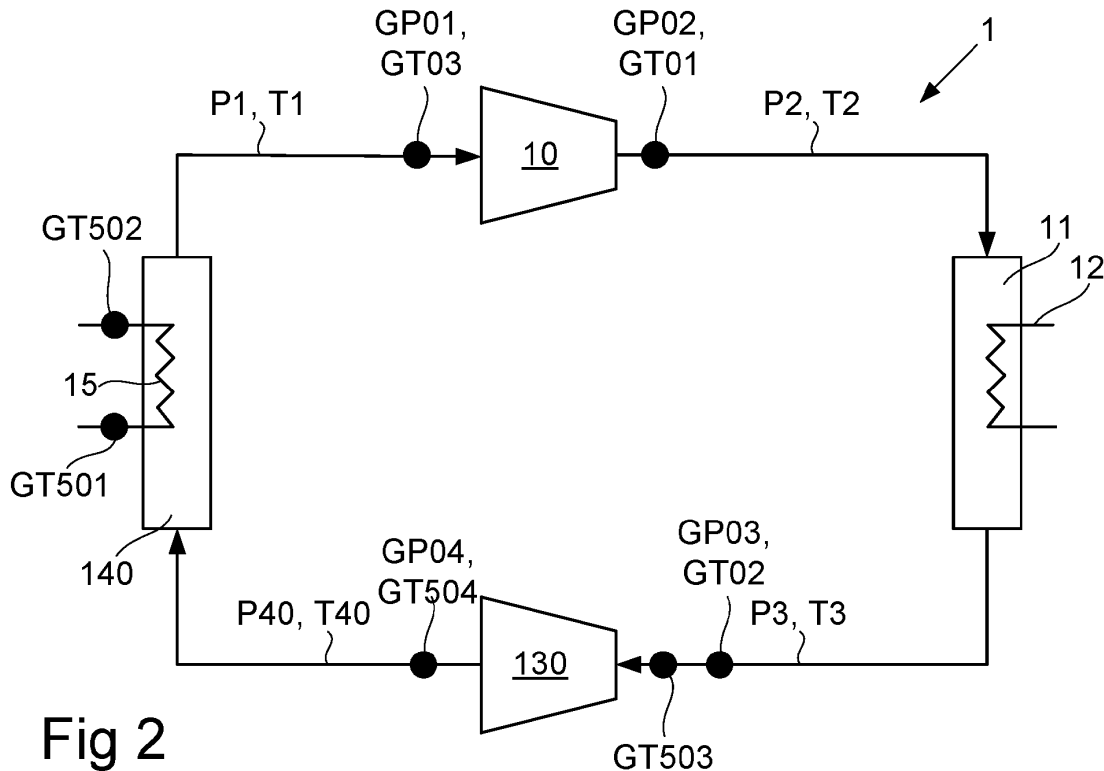 GP01,
GT03
GP02,
GT01
1
P1, T1
P2, T2
10
GT502
11
12
15
GT501
140
GP04,
GT504
GP03,
GT02
P40, T40
P3, T3
130
GT503
Fig 2